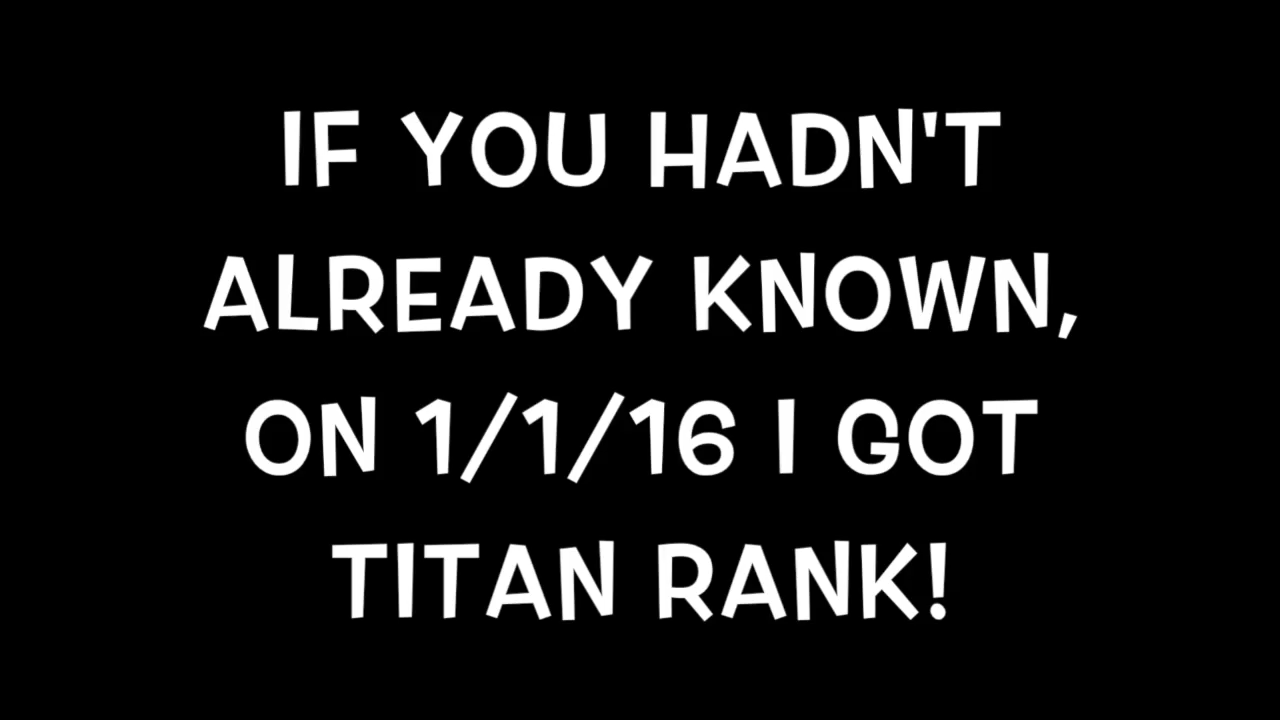 IF YOU HADN'T
ALREADY KNOWN,
ON 1/1/16 I GOT
TITAN RANK!